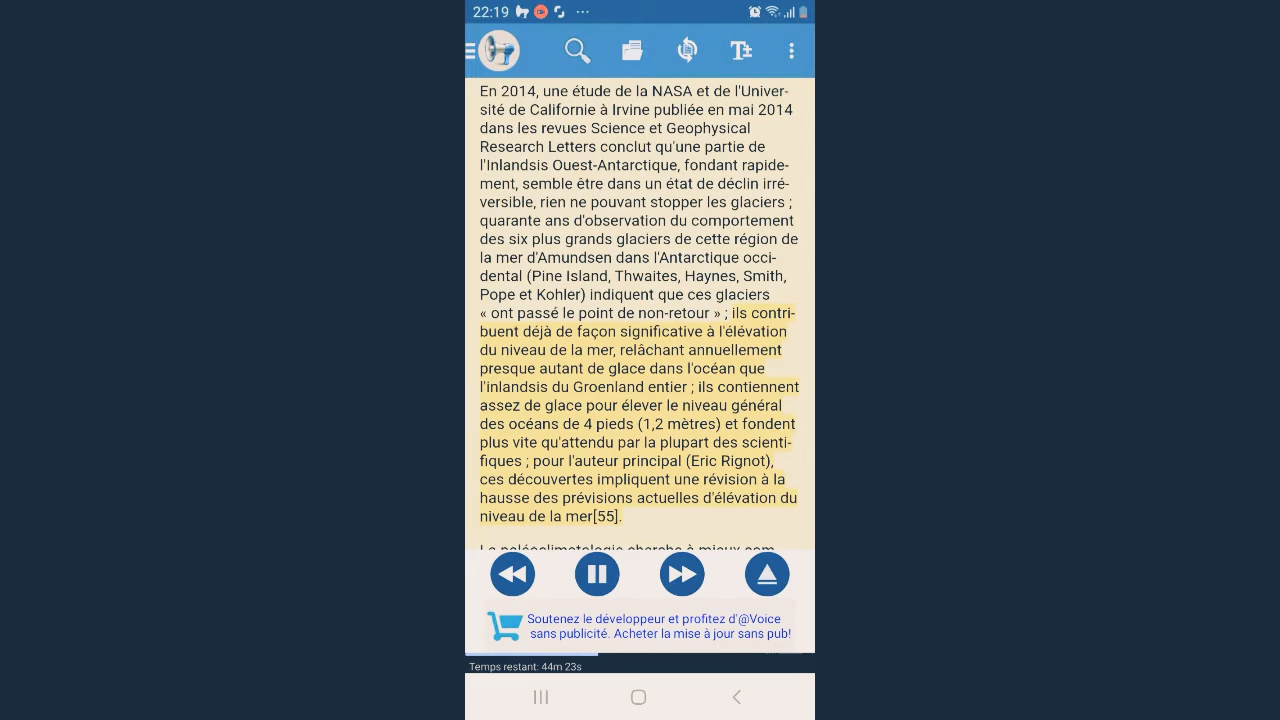 22:19
En 2014, une étude de la NASA et de l'Univer-
sité de Californie à Irvine publiée en mai 2014
dans les revues Science et Geophysical
Research Letters conclut qu'une partie de
l'Inlandsis Ouest-Antarctique, fondant rapide-
ment, semble être dans un état de déclin irré-
versible, rien ne pouvant stopper les glaciers ;
quarante ans d'observation du comportement
des six plus grands glaciers de cette région de
la mer d'Amundsen dans l'Antarctique occi-
dental (Pine Island, Thwaites, Haynes, Smith,
Pope et Kohler) indiquent que ces glaciers
« ont passé le point de non-retour » ; ils contri-
buent déjà de façon significative à l'élévation
du niveau de la mer, relâchant annuellement
presque autant de glace dans l'océan que
l'inlandsis du Groenland entier ; ils contiennent
assez de glace pour élever le niveau général
des océans de 4 pieds (1,2 mètres) et fondent
plus vite qu'attendu par la plupart des scienti-
fiques ; pour l'auteur principal (Eric Rignot),
ces découvertes impliquent une révision à la
hausse des prévisions actuelles d'élévation du
niveau de la mer[55].
La paléoclimatologie cherche à mieux com-
Soutenez le développeur et profitez d'@Voice
sans publicité. Acheter la mise à jour sans pub!
Temps restant: 44m 23s